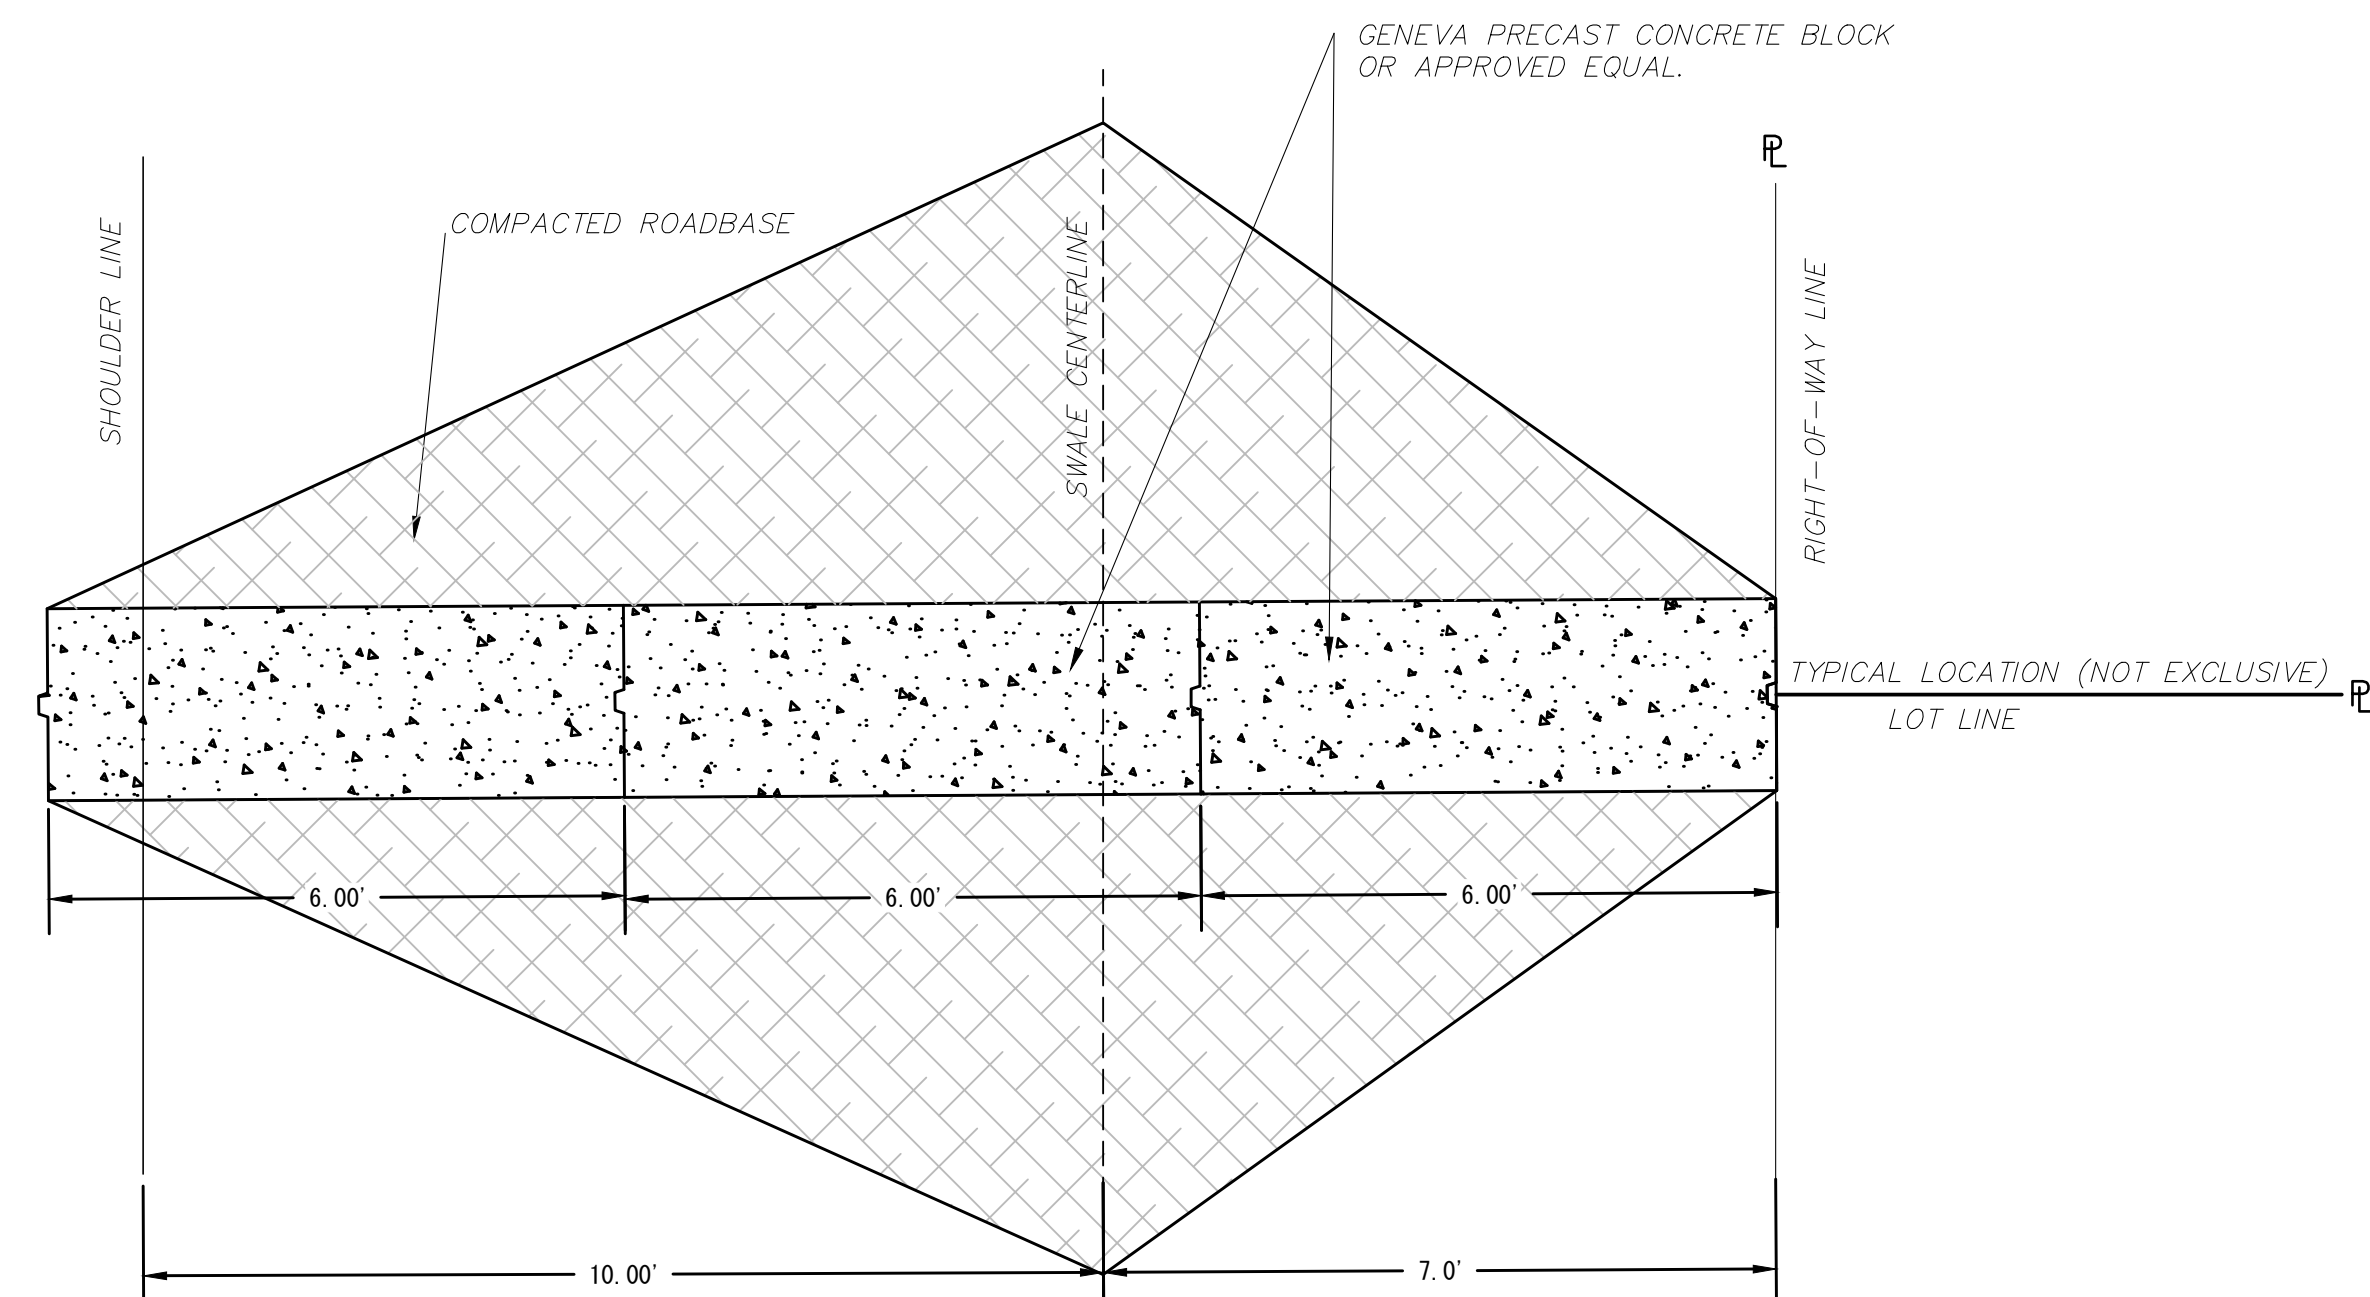 GENEVA PRECAST CONCRETE BLOCK
OR APPROVED EQUAL.
PL
COMPACTED ROADBASE
SHOULDER LINE
SWALE CENTERLINE
RIGHT-OF-WAY LINE
TYPICAL LOCATION (NOT EXCLUSIVE)
PL
LOT LINE
6.00'
6.00'
6.00'
10.00'
7.0'